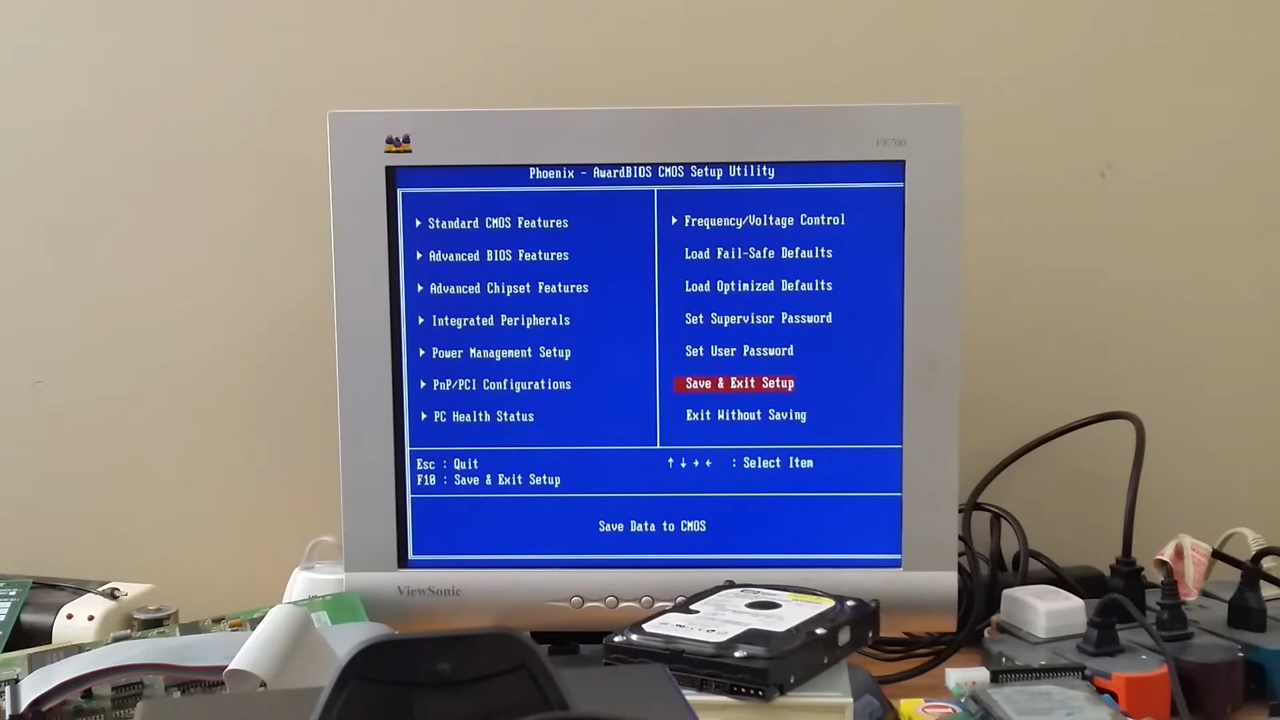 VE700
Phoenix - AwardBIOS CMOS Setup Utility
Standard CMOS Features
Advanced BIOS Features
Advanced Chipset Features
Integrated Peripherals
Power Management Setup
PnP/PCI Configurations
PC Health Status
Frequency/Voltage Control
Load Fail-Safe Defaults
Load Optimized Defaults
Set Supervisor Password
Set User Password
Save & Exit Setup
Exit Without Saving
Esc : Quit
F10 : Save & Exit Setup
↑ ↓ → ← : Select Item
Save Data to CMOS
ViewSonic